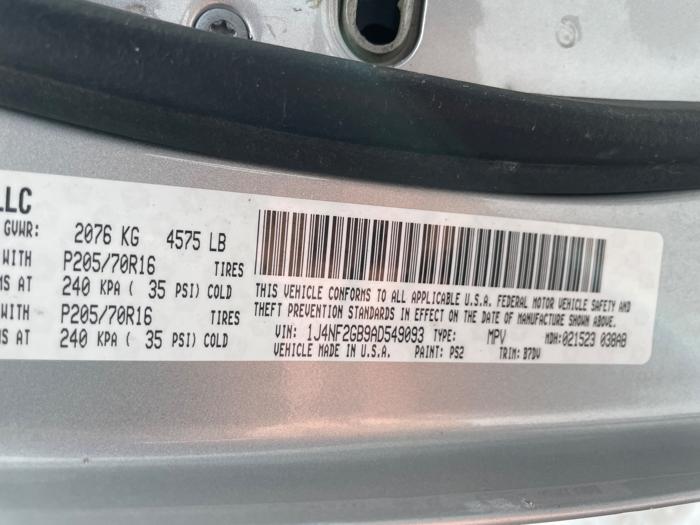 LLC
GVWR: 2076 KG 4575 LB
WITH P205/70R16 TIRES
MS AT 240 KPA ( 35 PSI) COLD
WITH P205/70R16 TIRES
MS AT 240 KPA ( 35 PSI) COLD
THIS VEHICLE CONFORMS TO ALL APPLICABLE U.S.A. FEDERAL MOTOR VEHICLE SAFETY AND
THEFT PREVENTION STANDARDS IN EFFECT ON THE DATE OF MANUFACTURE SHOWN ABOVE.
VIN: 1J4NF2GB9AD549093 TYPE: MPV MDH:021523 038AB
VEHICLE MADE IN U.S.A. PAINT: PS2 TRIM: B7DV